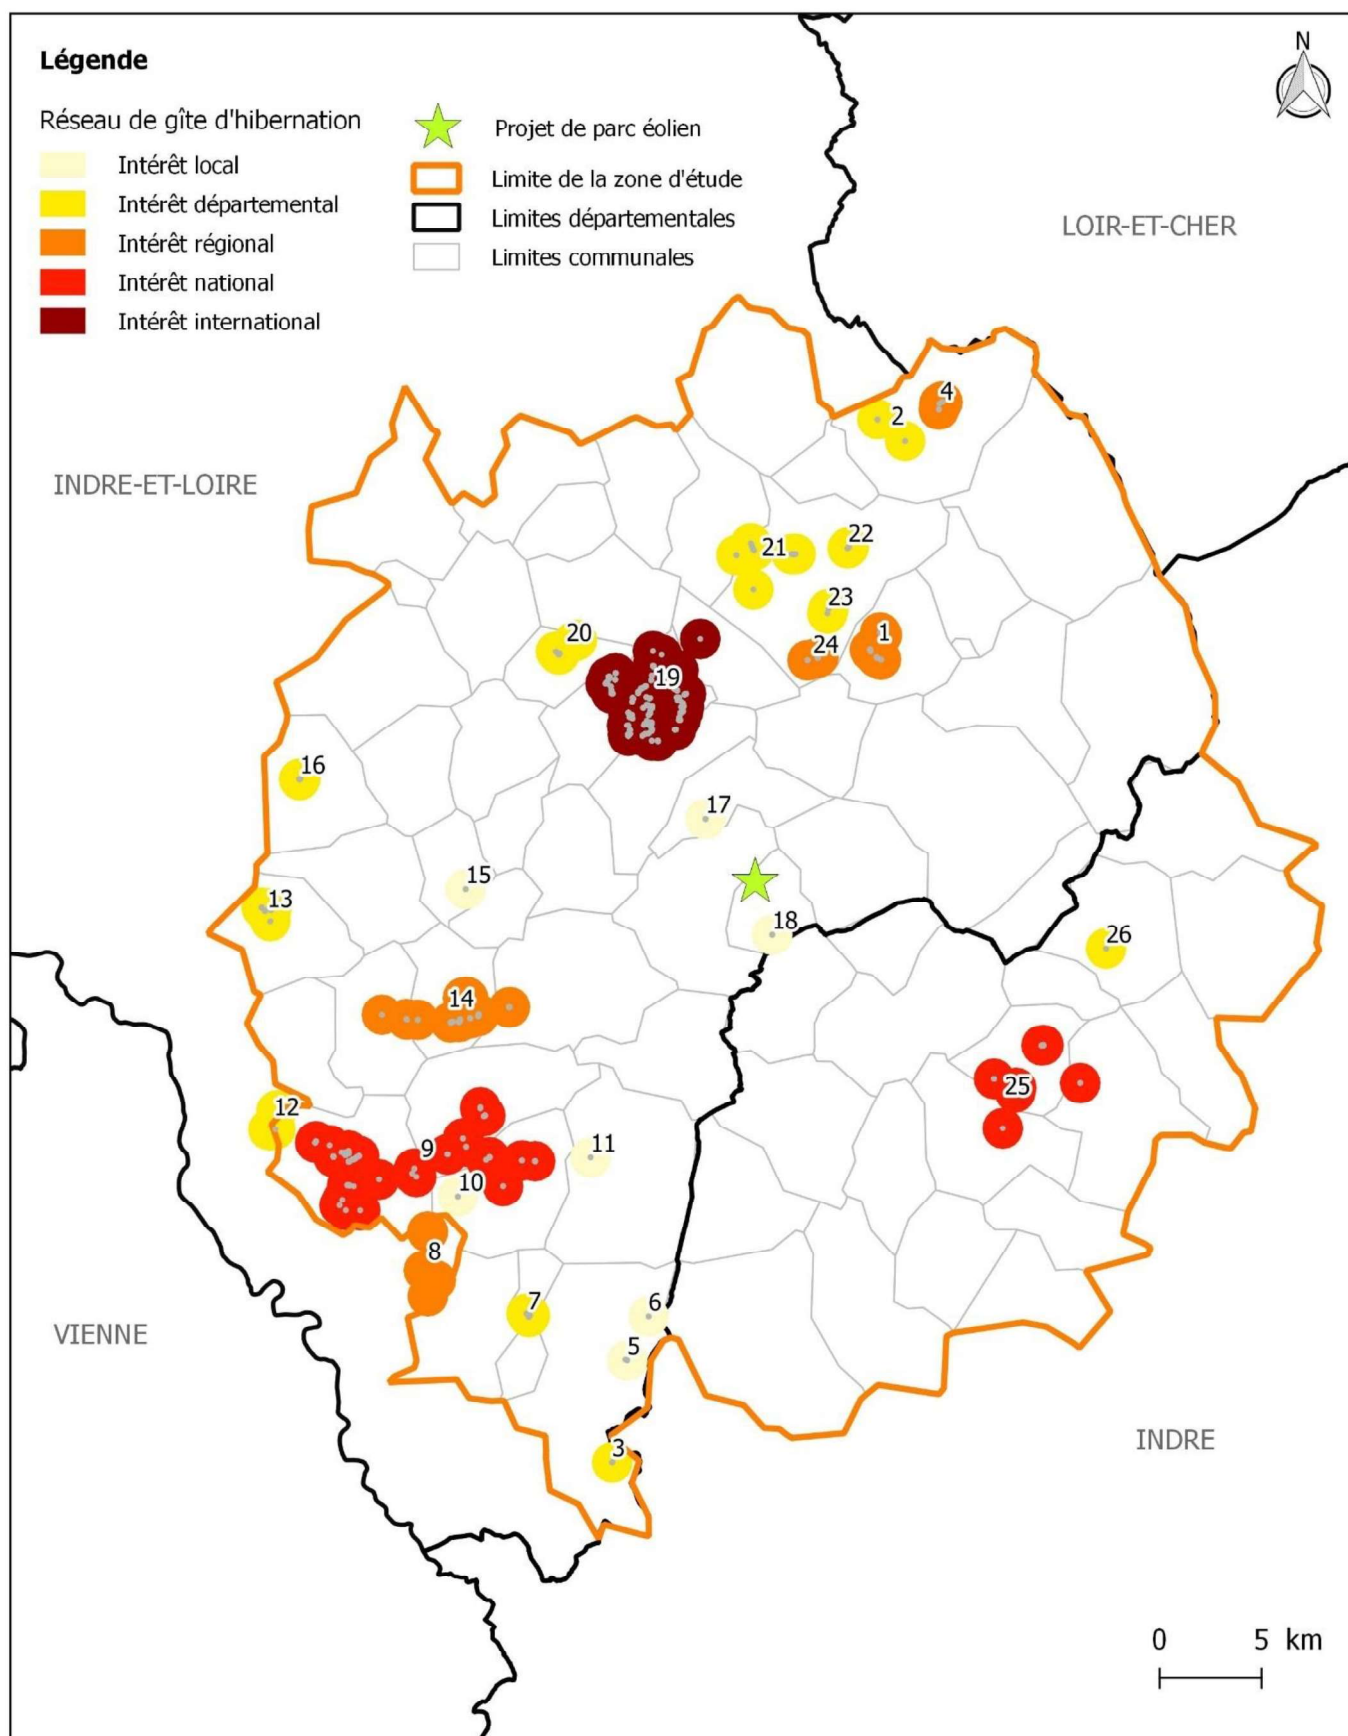 Légende
Réseau de gîte d'hibernation
Intérêt local
Intérêt départemental
Intérêt régional
Intérêt national
Intérêt international
Projet de parc éolien
Limite de la zone d'étude
Limites départementales
Limites communales
N
LOIR-ET-CHER
4
2
INDRE-ET-LOIRE
21
22
23
20
1
24
19
16
17
15
13
18
26
14
25
12
9
11
10
8
7
6
VIENNE
5
3
INDRE
0 5 km